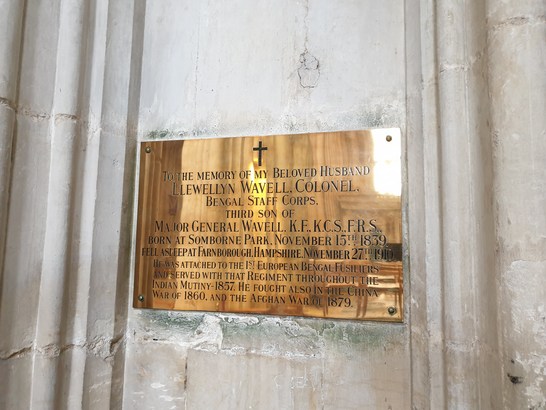 To the memory of my Beloved Husband
Llewellyn Wavell, Colonel,
Bengal Staff Corps,
third son of
Major General Wavell, K.F., K.C.S., F.R.S.,
born at Somborne Park, November 15th 1839,
fell asleep at Farnborough, Hampshire, November 27th
He was attached to the 1st European Bengal Fusiliers
and served with that Regiment throughout the
Indian Mutiny-1857. He fought also in the China
War of 1860, and the Afghan War of 1879.